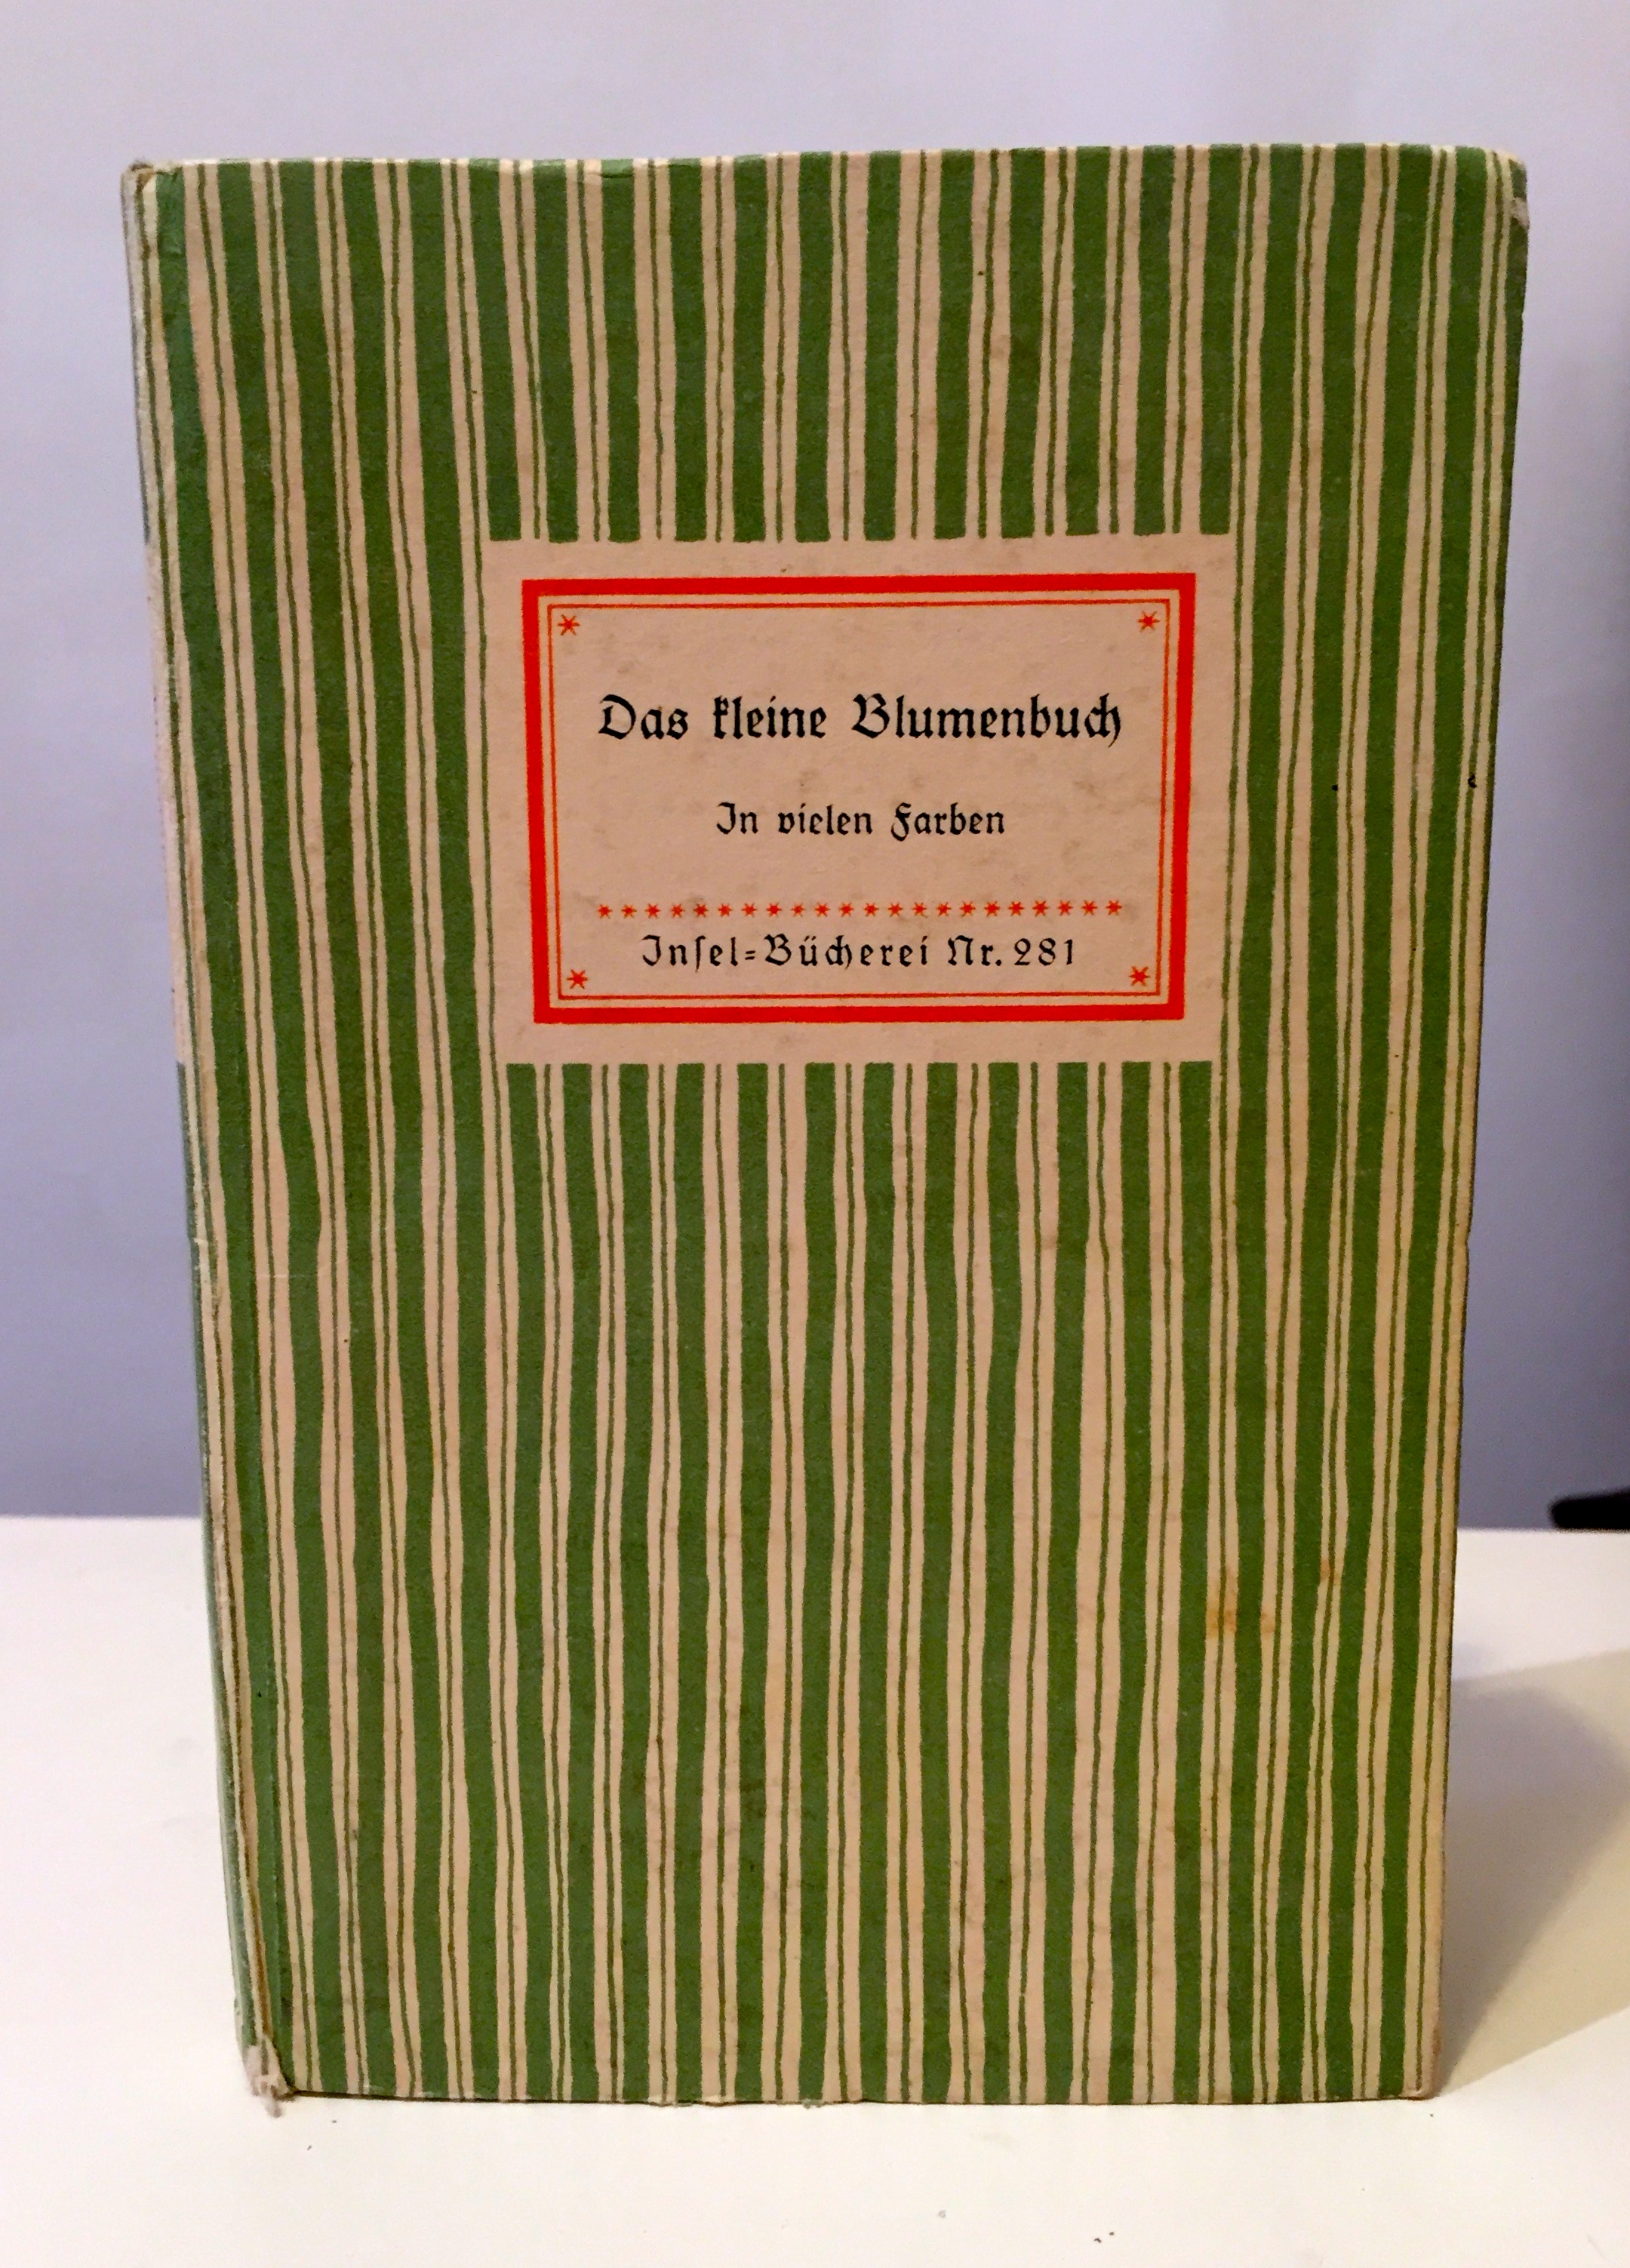 Das kleine Blumenbuch
In vielen Farben
Inſel-Bücherei Nr. 281